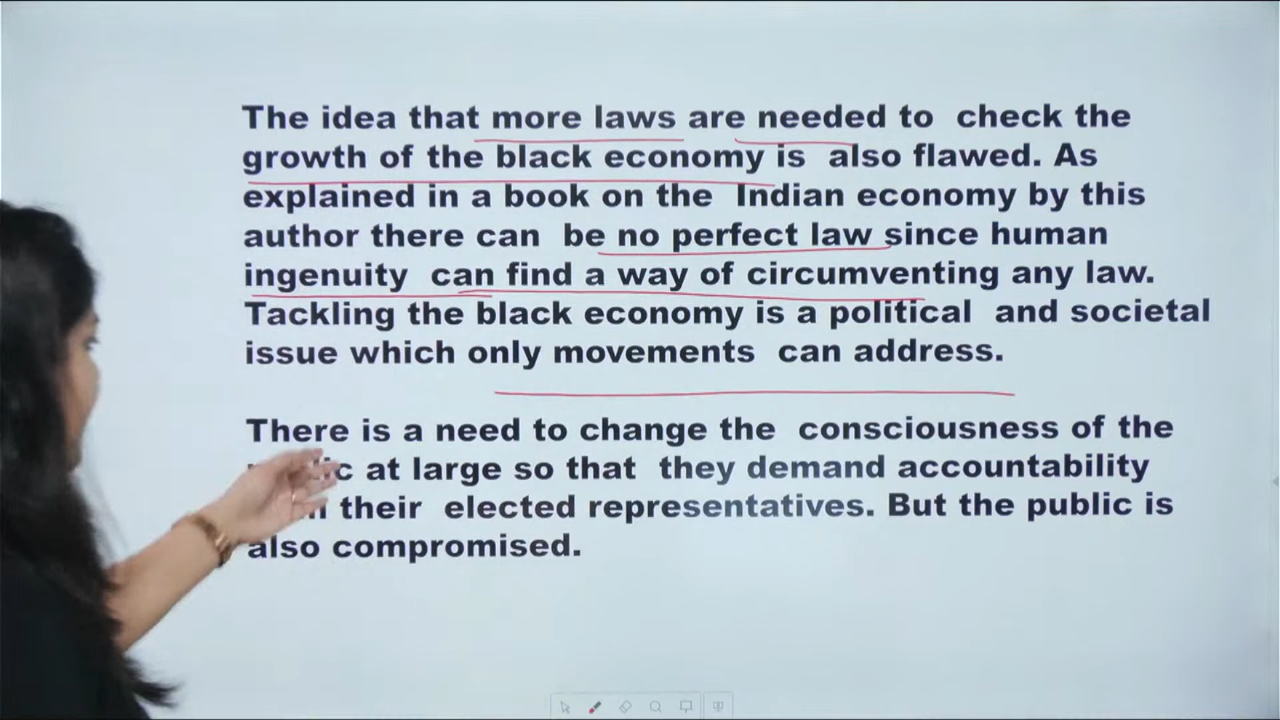 The idea that more laws are needed to check the
growth of the black economy is also flawed. As
explained in a book on the Indian economy by this
author there can be no perfect law since human
ingenuity can find a way of circumventing any law.
Tackling the black economy is a political and societal
issue which only movements can address.
There is a need to change the consciousness of the
at large so that they demand accountability
their elected representatives. But the public is
also compromised.